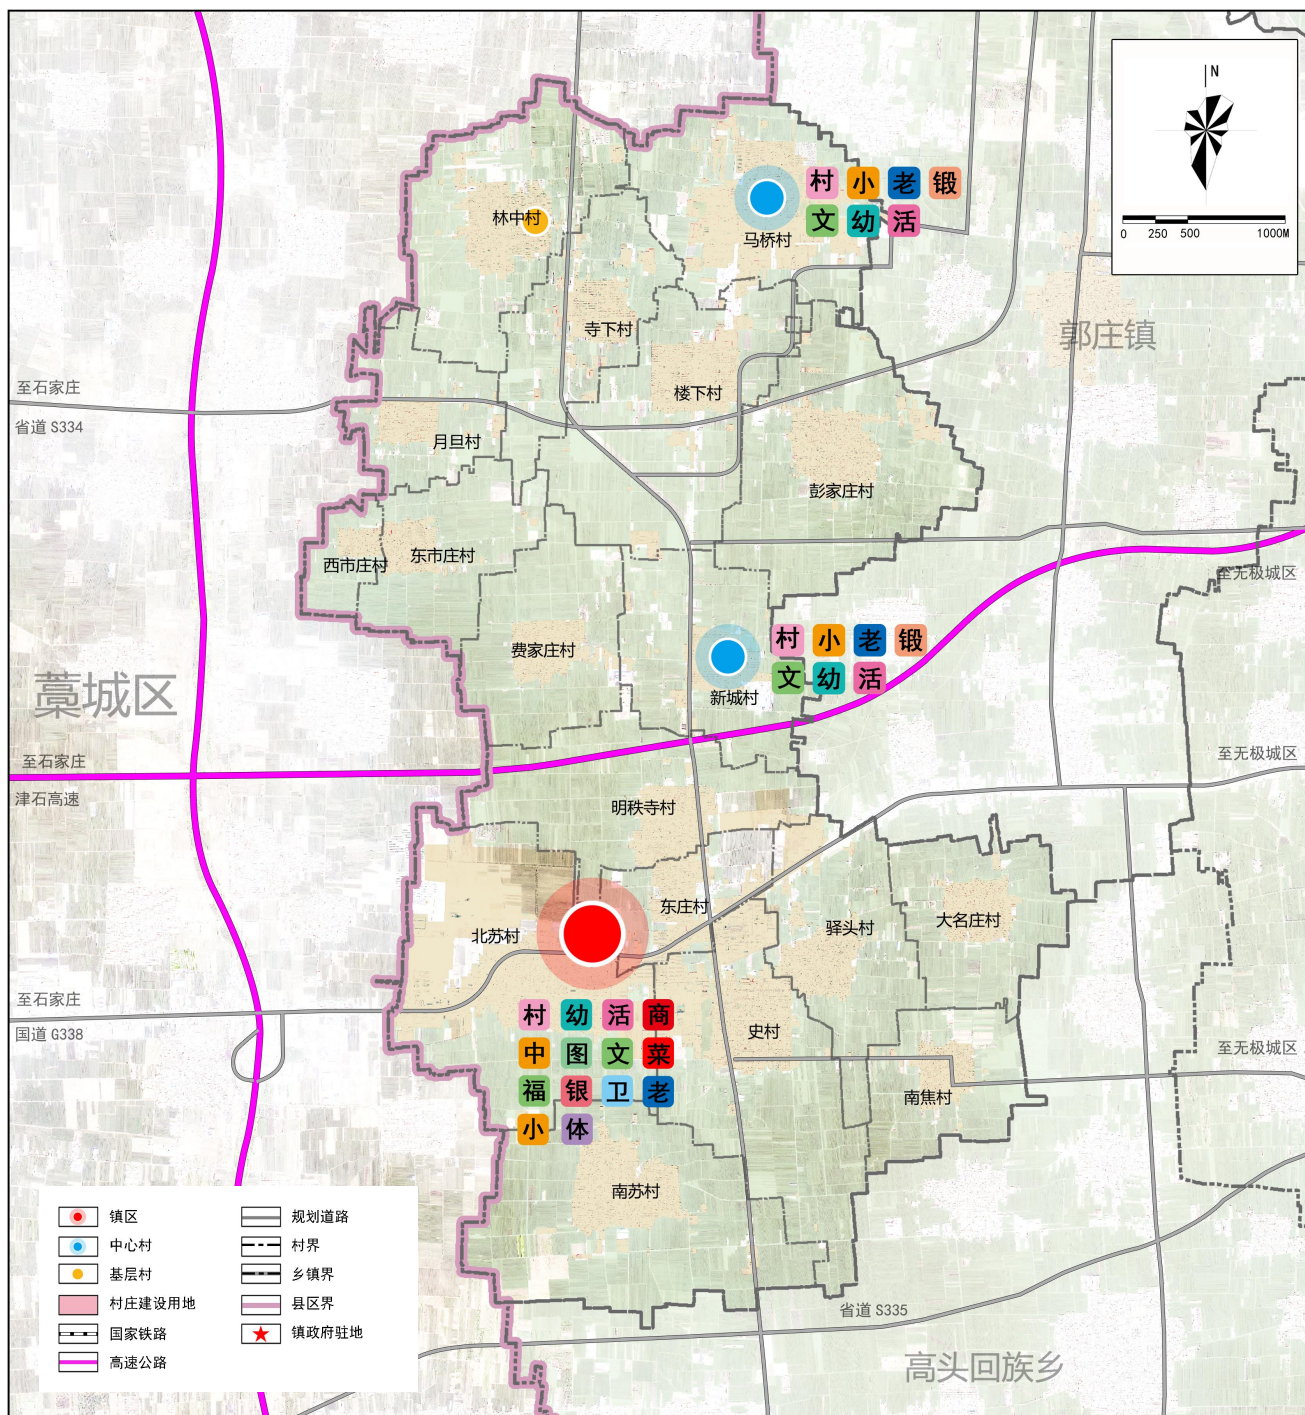 N
0 250 500 1000M
村 小 老 锻
林中村
文 幼 活
马桥村
寺下村
郭庄镇
至石家庄
楼下村
省道 S334
月旦村
彭家庄村
西市庄村
东市庄村
至无极城区
费家庄村
村 小 老 锻
文 幼 活
藁城区
新城村
至石家庄
至无极城区
津石高速
明秩寺村
东庄村
大名庄村
驿头村
北苏村
至石家庄
村 幼 活 商
国道 G338
史村
中 图 文 菜
至无极城区
福 银 卫 老
南焦村
小 体
南苏村
镇区
中心村
基层村
村庄建设用地
国家铁路
高速公路
规划道路
村界
乡镇界
县区界
镇政府驻地
省道 S335
高头回族乡